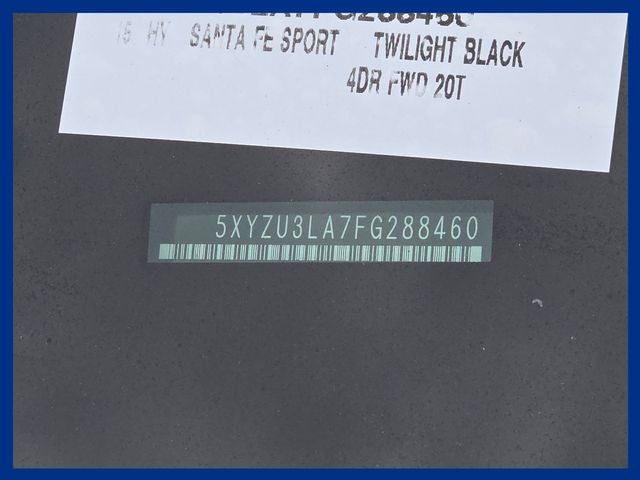 15 HY SANTA FE SPORT TWILIGHT BLACK
4DR FWD 20T
5XYZU3LA7FG288460